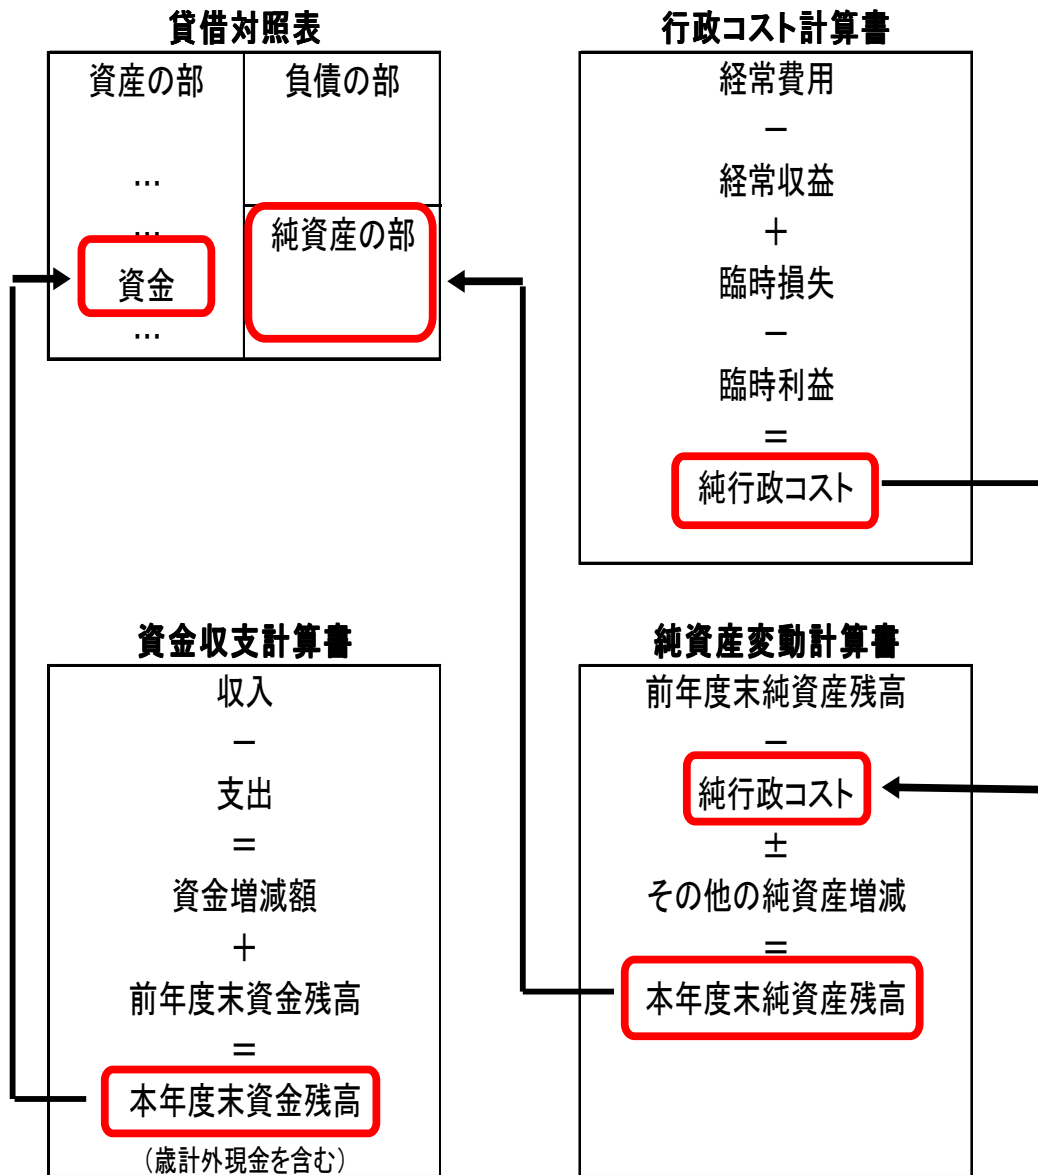 貸借対照表
資産の部
…
…
資金
…
負債の部
純資産の部
行政コスト計算書
経常費用
－
経常収益
＋
臨時損失
－
臨時利益
＝
純行政コスト
資金収支計算書
収入
－
支出
＝
資金増減額
＋
前年度末資金残高
＝
本年度末資金残高
（歳計外現金を含む）
純資産変動計算書
前年度末純資産残高
－
純行政コスト
±
その他の純資産増減
＝
本年度末純資産残高